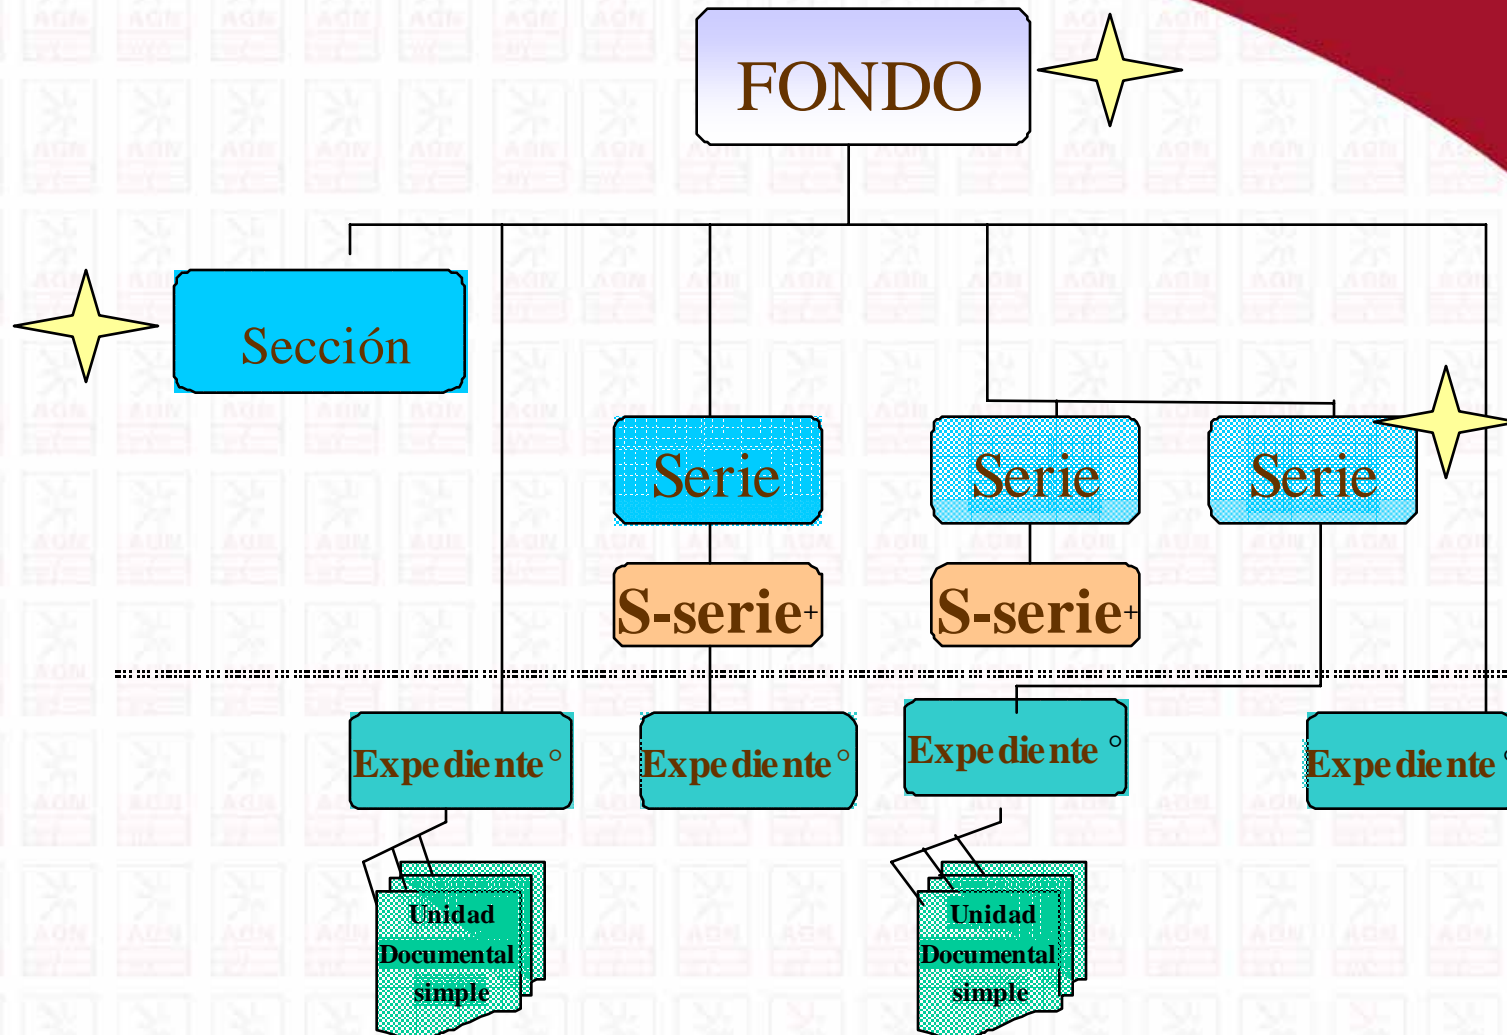 FONDO
Sección
Serie
Serie
Serie
S-serie+
S-serie+
Expediente°
Expediente°
Expediente°
Expediente°
Unidad
Documental
simple
Unidad
Documental
simple